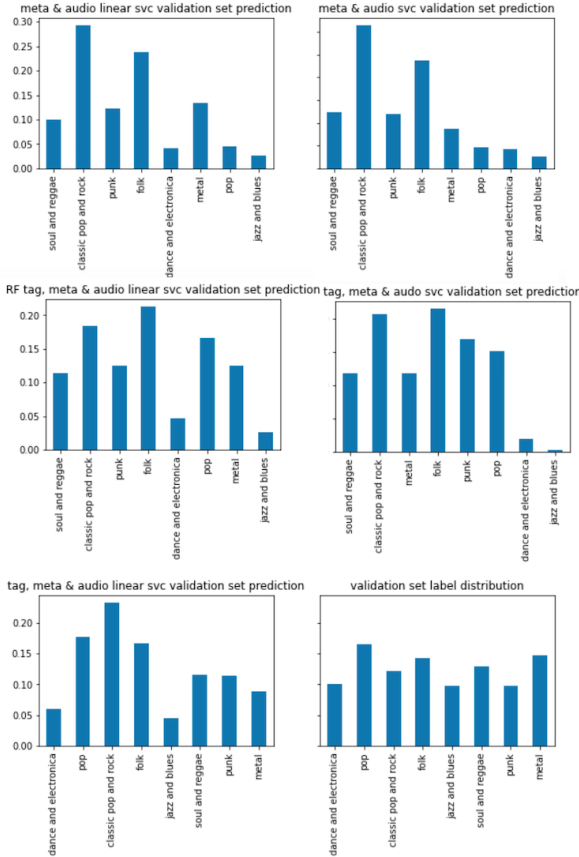 meta & audio linear svc validation set prediction
meta & audio svc validation set prediction
0.30
0.25
0.20
0.15
0.10
0.05
0.00
soul and reggae
classic pop and rock
punk
folk
dance and electronica
metal
pop
jazz and blues
soul and reggae
classic pop and rock
punk
folk
metal
pop
dance and electronica
jazz and blues
RF tag, meta & audio linear svc validation set prediction
tag, meta & audo svc validation set prediction
0.20
0.15
0.10
0.05
0.00
soul and reggae
classic pop and rock
punk
folk
dance and electronica
pop
metal
jazz and blues
soul and reggae
classic pop and rock
metal
folk
punk
pop
dance and electronica
jazz and blues
tag, meta & audio linear svc validation set prediction
validation set label distribution
0.20
0.15
0.10
0.05
0.00
dance and electronica
pop
classic pop and rock
folk
jazz and blues
soul and reggae
punk
metal
dance and electronica
pop
classic pop and rock
folk
jazz and blues
soul and reggae
punk
metal